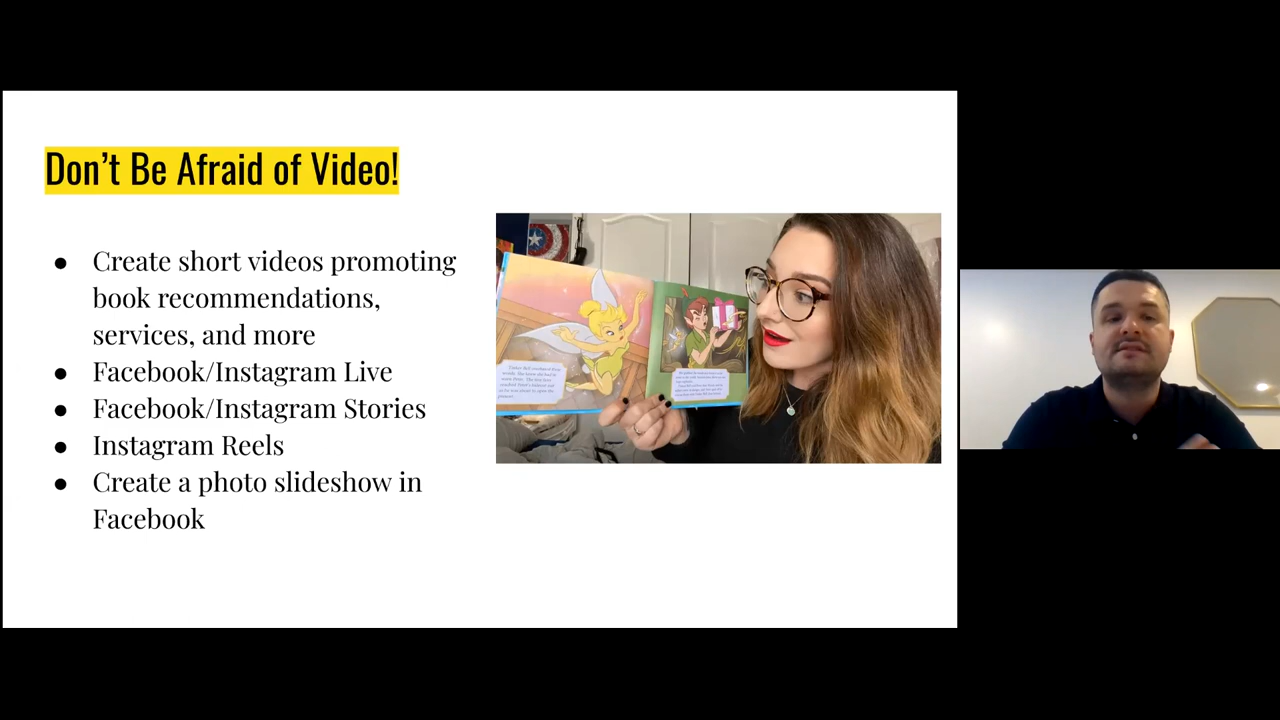 Don't Be Afraid of Video!
● Create short videos promoting
book recommendations,
services, and more
● Facebook/Instagram Live
● Facebook/Instagram Stories
● Instagram Reels
● Create a photo slideshow in
Facebook